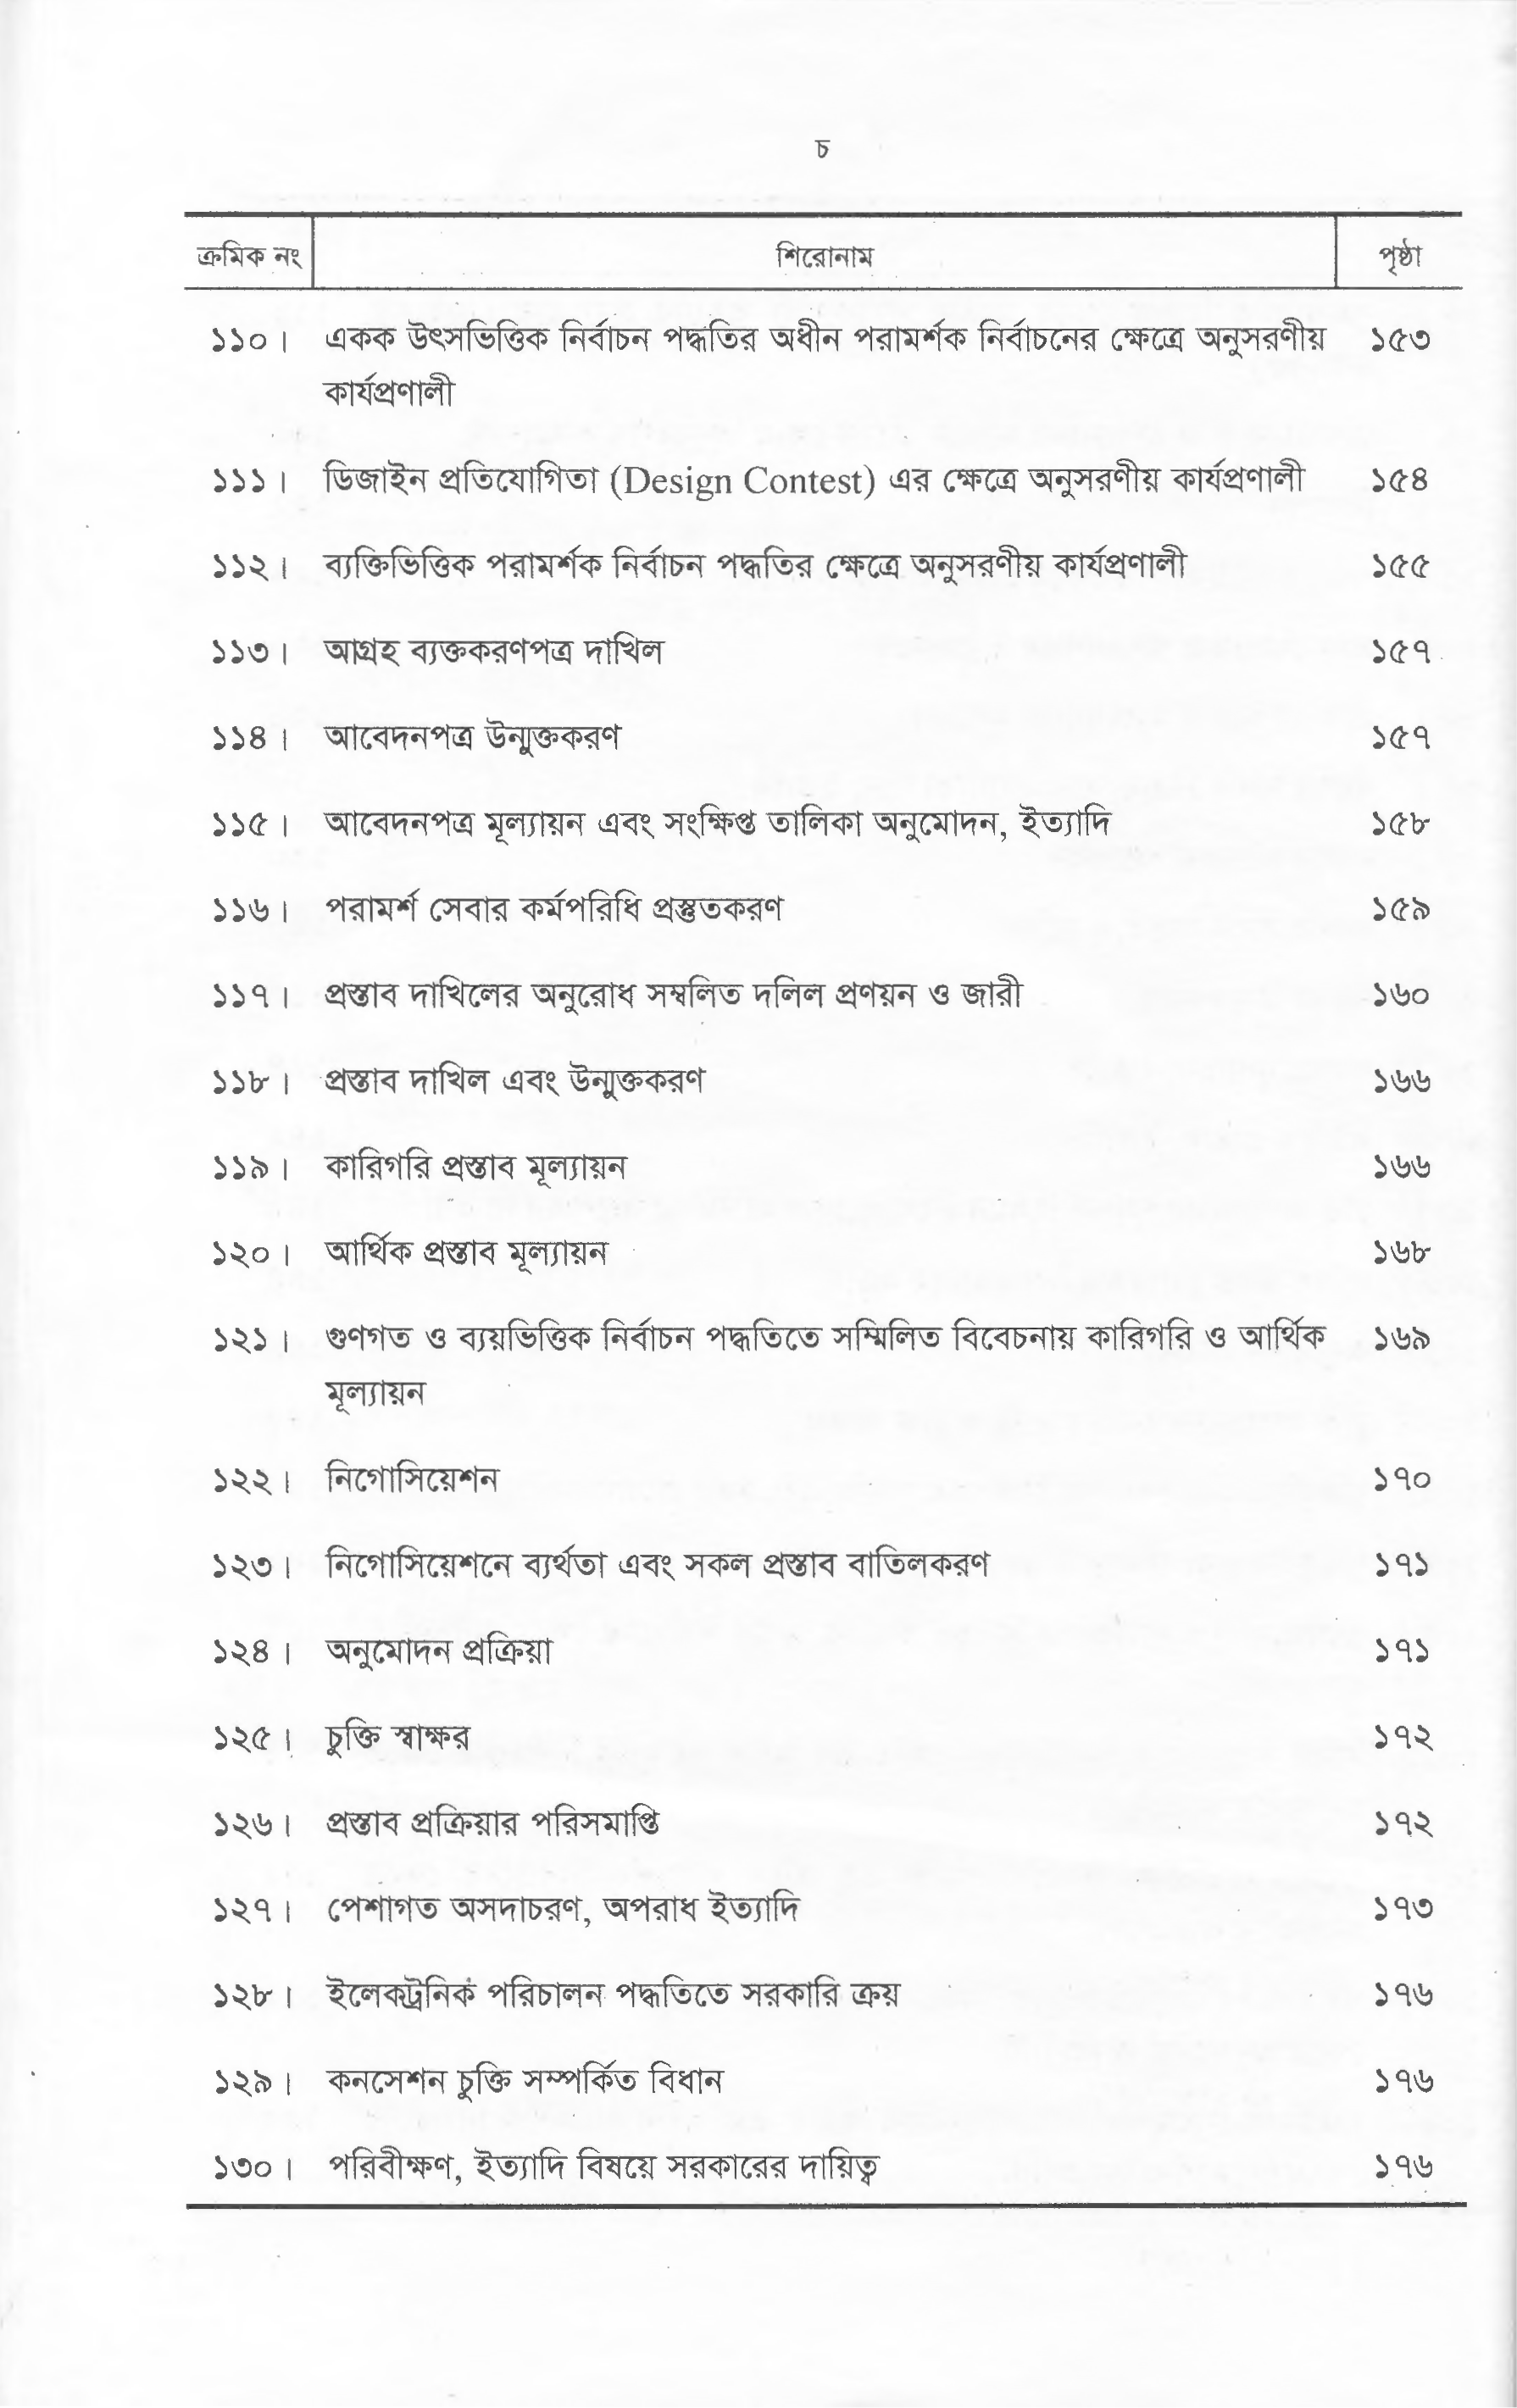 চ
ক্রমিক নং শিরোনাম পৃষ্ঠা
১১০। একক উৎসভিত্তিক নির্বাচন পদ্ধতির অধীন পরামর্শক নির্বাচনের ক্ষেত্রে অনুসরণীয় ১৫৩
কার্যপ্রণালী
১১১। ডিজাইন প্রতিযোগিতা (Design Contest) এর ক্ষেত্রে অনুসরণীয় কার্যপ্রণালী ১৫৪
১১২। ব্যক্তিভিত্তিক পরামর্শক নির্বাচন পদ্ধতির ক্ষেত্রে অনুসরণীয় কার্যপ্রণালী ১৫৫
১১৩। আগ্রহ ব্যক্তকরণপত্র দাখিল ১৫৭
১১৪। আবেদনপত্র উন্মুক্তকরণ ১৫৭
১১৫। আবেদনপত্র মূল্যায়ন এবং সংক্ষিপ্ত তালিকা অনুমোদন, ইত্যাদি ১৫৮
১১৬। পরামর্শ সেবার কর্মপরিধি প্রস্তুতকরণ ১৫৯
১১৭। প্রস্তাব দাখিলের অনুরোধ সম্বলিত দলিল প্রণয়ন ও জারী ১৬০
১১৮। প্রস্তাব দাখিল এবং উন্মুক্তকরণ ১৬৬
১১৯। কারিগরি প্রস্তাব মূল্যায়ন ১৬৬
১২০। আর্থিক প্রস্তাব মূল্যায়ন ১৬৮
১২১। গুণগত ও ব্যয়ভিত্তিক নির্বাচন পদ্ধতিতে সম্মিলিত বিবেচনায় কারিগরি ও আর্থিক ১৬৯
মূল্যায়ন
১২২। নিগোসিয়েশন ১৭০
১২৩। নিগোসিয়েশনে ব্যর্থতা এবং সকল প্রস্তাব বাতিলকরণ ১৭১
১২৪। অনুমোদন প্রক্রিয়া ১৭১
১২৫। চুক্তি স্বাক্ষর ১৭২
১২৬। প্রস্তাব প্রক্রিয়ার পরিসমাপ্তি ১৭২
১২৭। পেশাগত অসদাচরণ, অপরাধ ইত্যাদি ১৭৩
১২৮। ইলেকট্রনিক পরিচালন পদ্ধতিতে সরকারি ক্রয় ১৭৬
১২৯। কনসেশন চুক্তি সম্পর্কিত বিধান ১৭৬
১৩০। পরিবীক্ষণ, ইত্যাদি বিষয়ে সরকারের দায়িত্ব ১৭৬